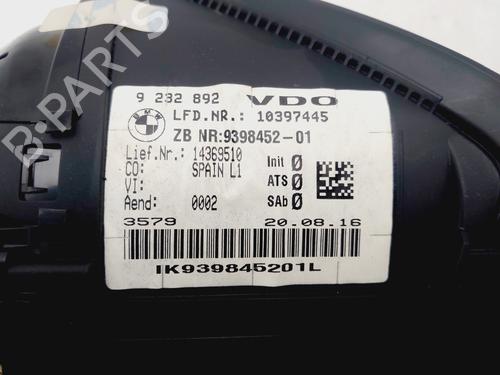 B-PARTS
9 232 892 VDO
LFD.NR.: 10397445
ZB NR:9398452-01
Lief.Nr.: 14369510
CO: SPAIN L1
VI:
Aend: 0002
Init 0
ATS 0
SAb 0
3579 20.08.16
IK939845201L